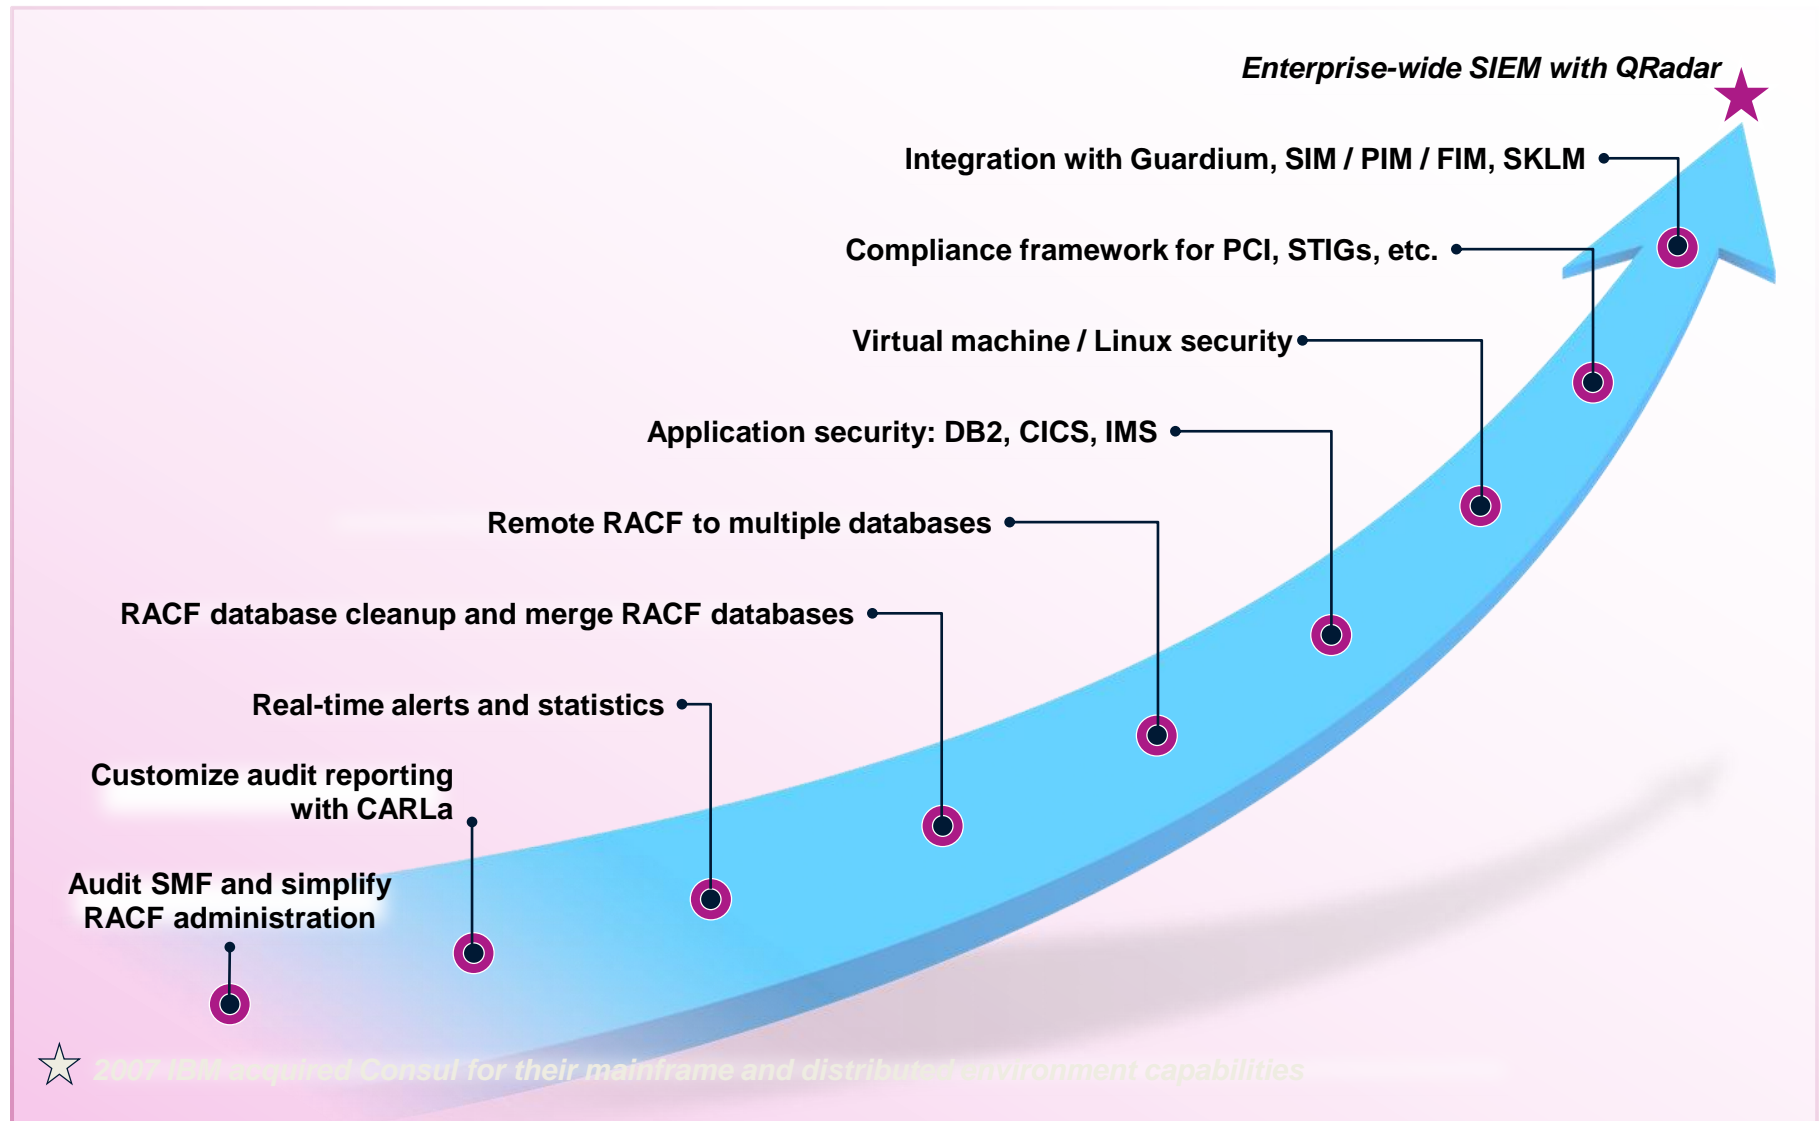 Enterprise-wide SIEM with QRadar
Integration with Guardium, SIM / PIM / FIM, SKLM
Compliance framework for PCI, STIGs, etc.
Virtual machine / Linux security
Application security: DB2, CICS, IMS
Remote RACF to multiple databases
RACF database cleanup and merge RACF databases
Real-time alerts and statistics
Customize audit reporting
with CARLa
Audit SMF and simplify
RACF administration
2007 IBM acquired Consul for their mainframe and distributed environment capabilities